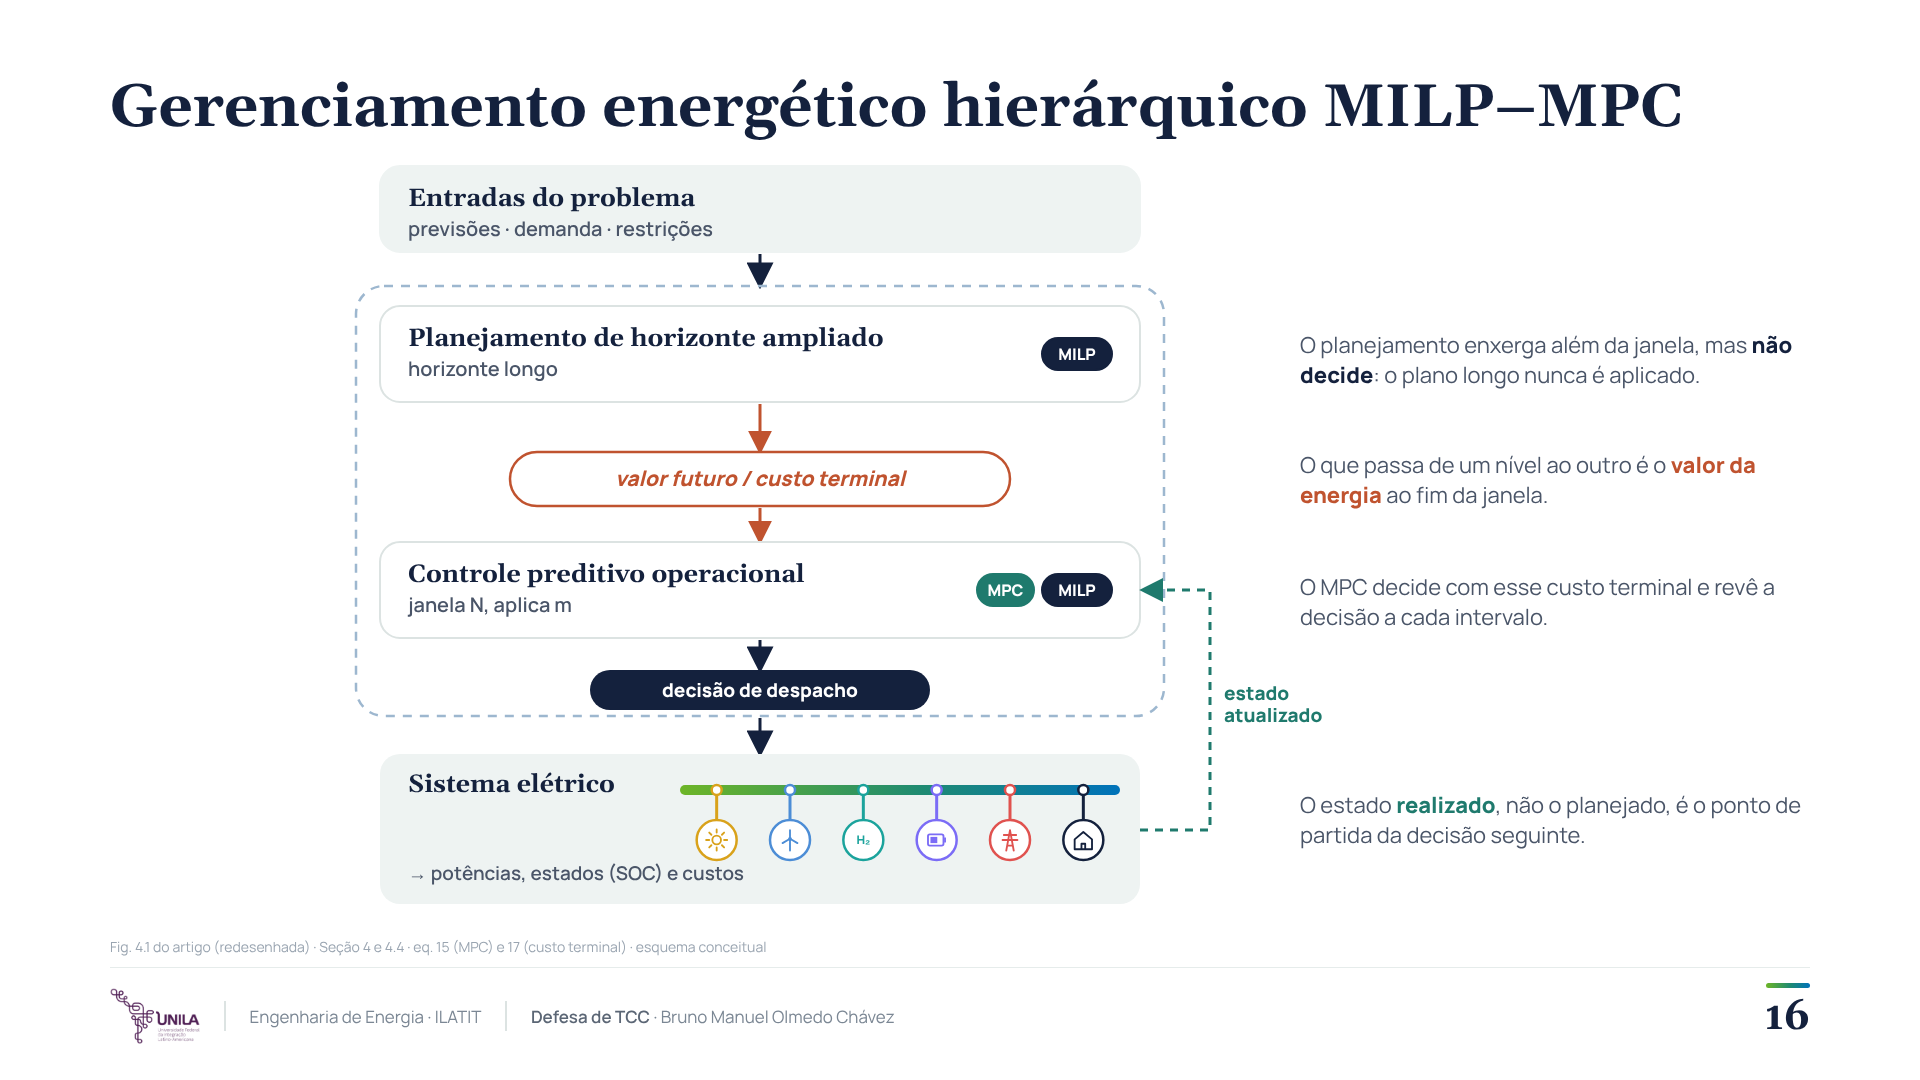 Gerenciamento energético hierárquico MILP–MPC
Entradas do problema
previsões · demanda · restrições
Planejamento de horizonte ampliado
horizonte longo
MILP
valor futuro / custo terminal
Controle preditivo operacional
janela N, aplica m
MPC
MILP
decisão de despacho
estado
atualizado
Sistema elétrico
H₂
→ potências, estados (SOC) e custos
O planejamento enxerga além da janela, mas não
decide: o plano longo nunca é aplicado.
O que passa de um nível ao outro é o valor da
energia ao fim da janela.
O MPC decide com esse custo terminal e revê a
decisão a cada intervalo.
O estado realizado, não o planejado, é o ponto de
partida da decisão seguinte.
Fig. 4.1 do artigo (redesenhada) · Seção 4 e 4.4 · eq. 15 (MPC) e 17 (custo terminal) · esquema conceitual
UNILA
Universidade Federal
da Integração
Latino-Americana
Engenharia de Energia · ILATIT
Defesa de TCC · Bruno Manuel Olmedo Chávez
16